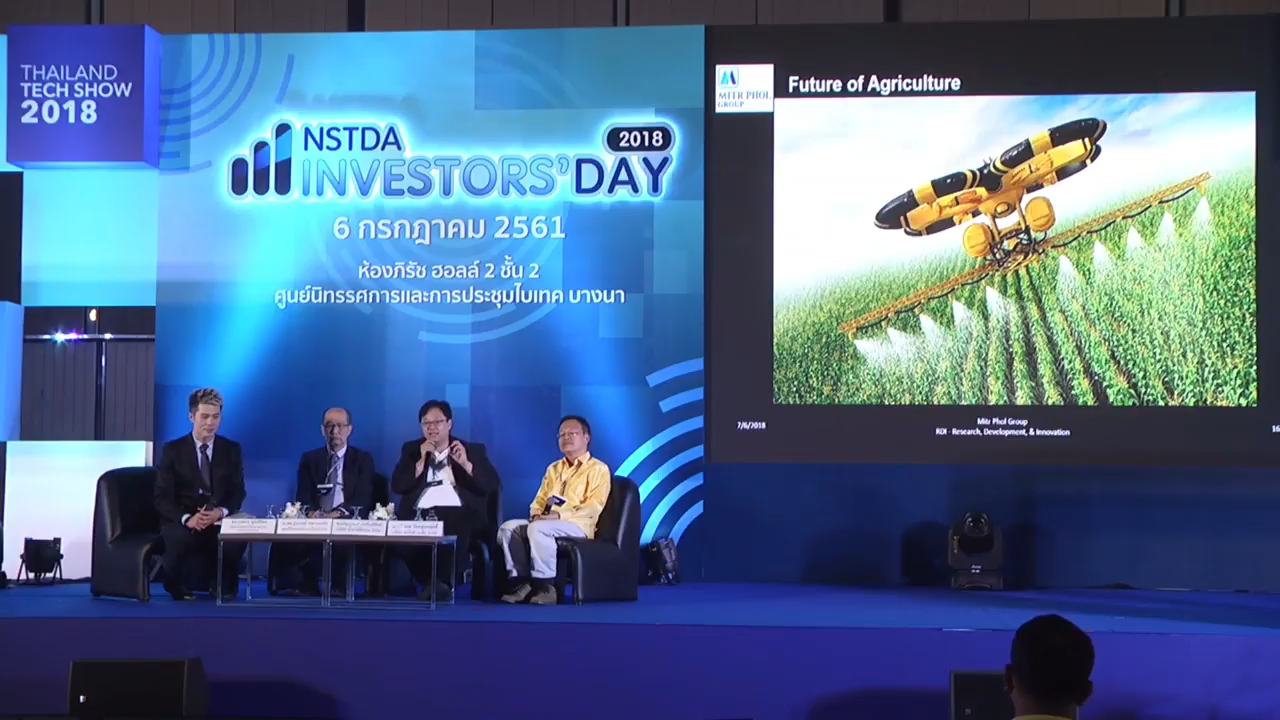 THAILAND
TECH SHOW
2018
NSTDA
2018
INVESTORS'DAY
6 กรกฎาคม 2561
ห้องภิรัช ฮอลล์ 2 ชั้น 2
ศูนย์นิทรรศการและการประชุมไบเทค บางนา
MITR PHOL
GROUP
Future of Agriculture
7/6/2018
Mitr Phol Group
RDI - Research, Development, & Innovation
16